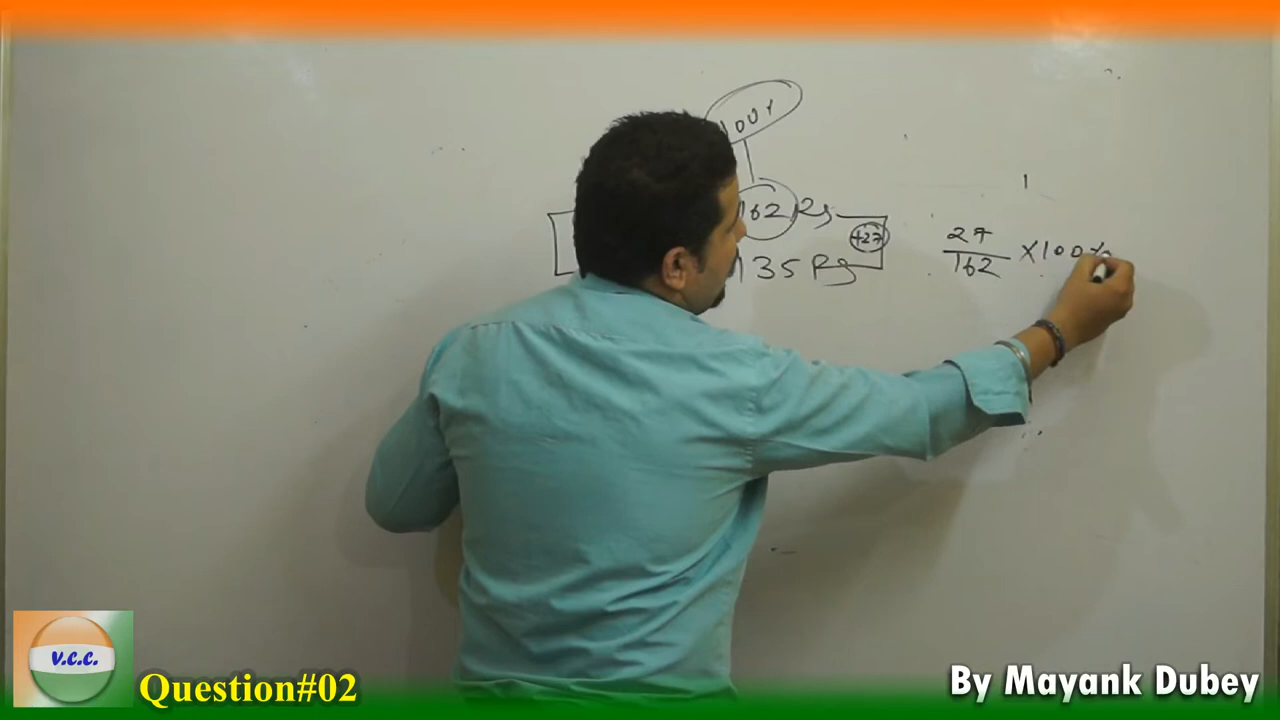 100%
162 Rs
+27
135 Rs
27
162
×100%
V.C.C.
Question#02
By Mayank Dubey